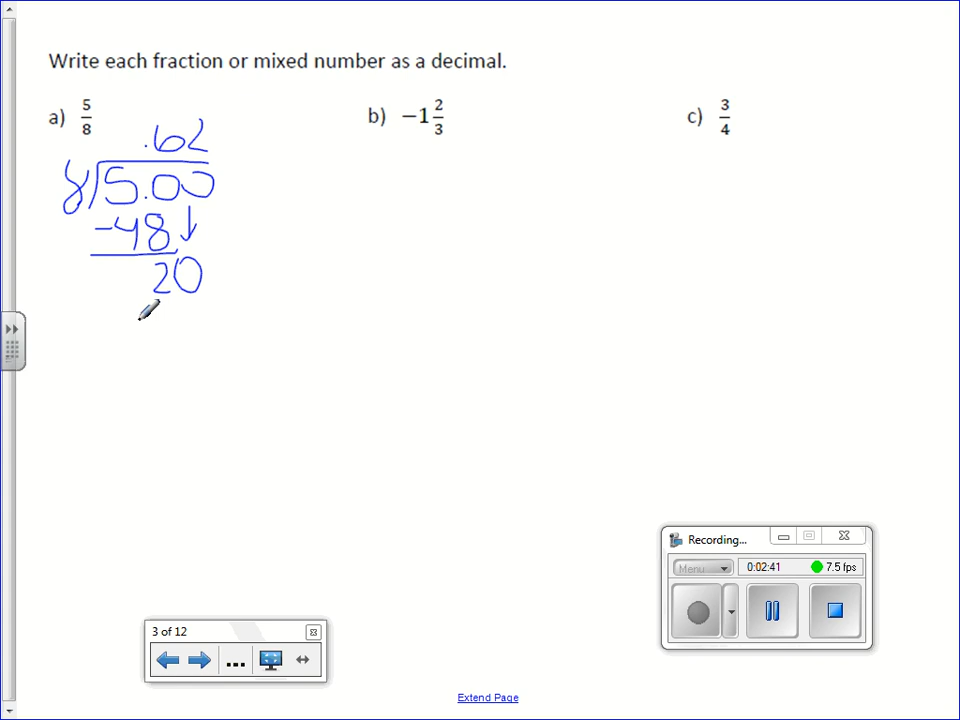 Write each fraction or mixed number as a decimal.
a) 5/8 b) −1 2/3 c) 3/4
.62
8 5.00
-48
20
Recording...
Menu 0:02:41 7.5 fps
3 of 12
...
Extend Page